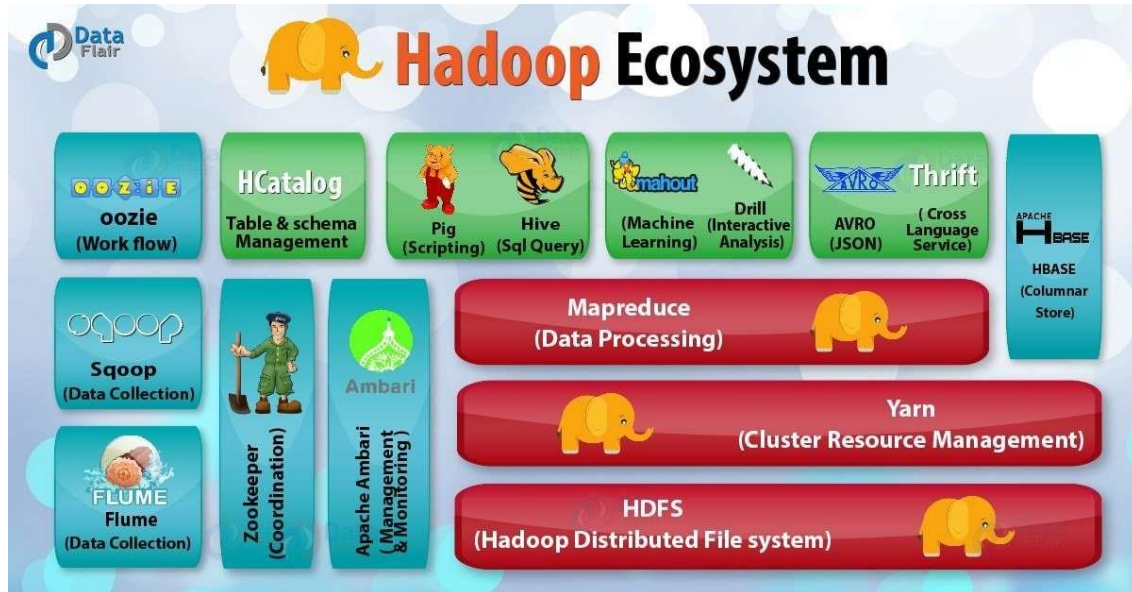 Data
Flair
Hadoop Ecosystem
OOZiE
oozie
(Work flow)
HCatalog
Table & schema
Management
Pig
(Scripting)
Hive
(Sql Query)
mahout
(Machine
Learning)
Drill
(Interactive
Analysis)
AVRO
AVRO
(JSON)
Thrift
( Cross
Language
Service)
APACHE
HBASE
HBASE
(Columnar
Store)
sqoop
Sqoop
(Data Collection)
FLUME
Flume
(Data Collection)
Zookeeper
(Coordination)
Ambari
Apache Ambari
( Management
& Monitoring )
Mapreduce
(Data Processing)
Yarn
(Cluster Resource Management)
HDFS
(Hadoop Distributed File system)